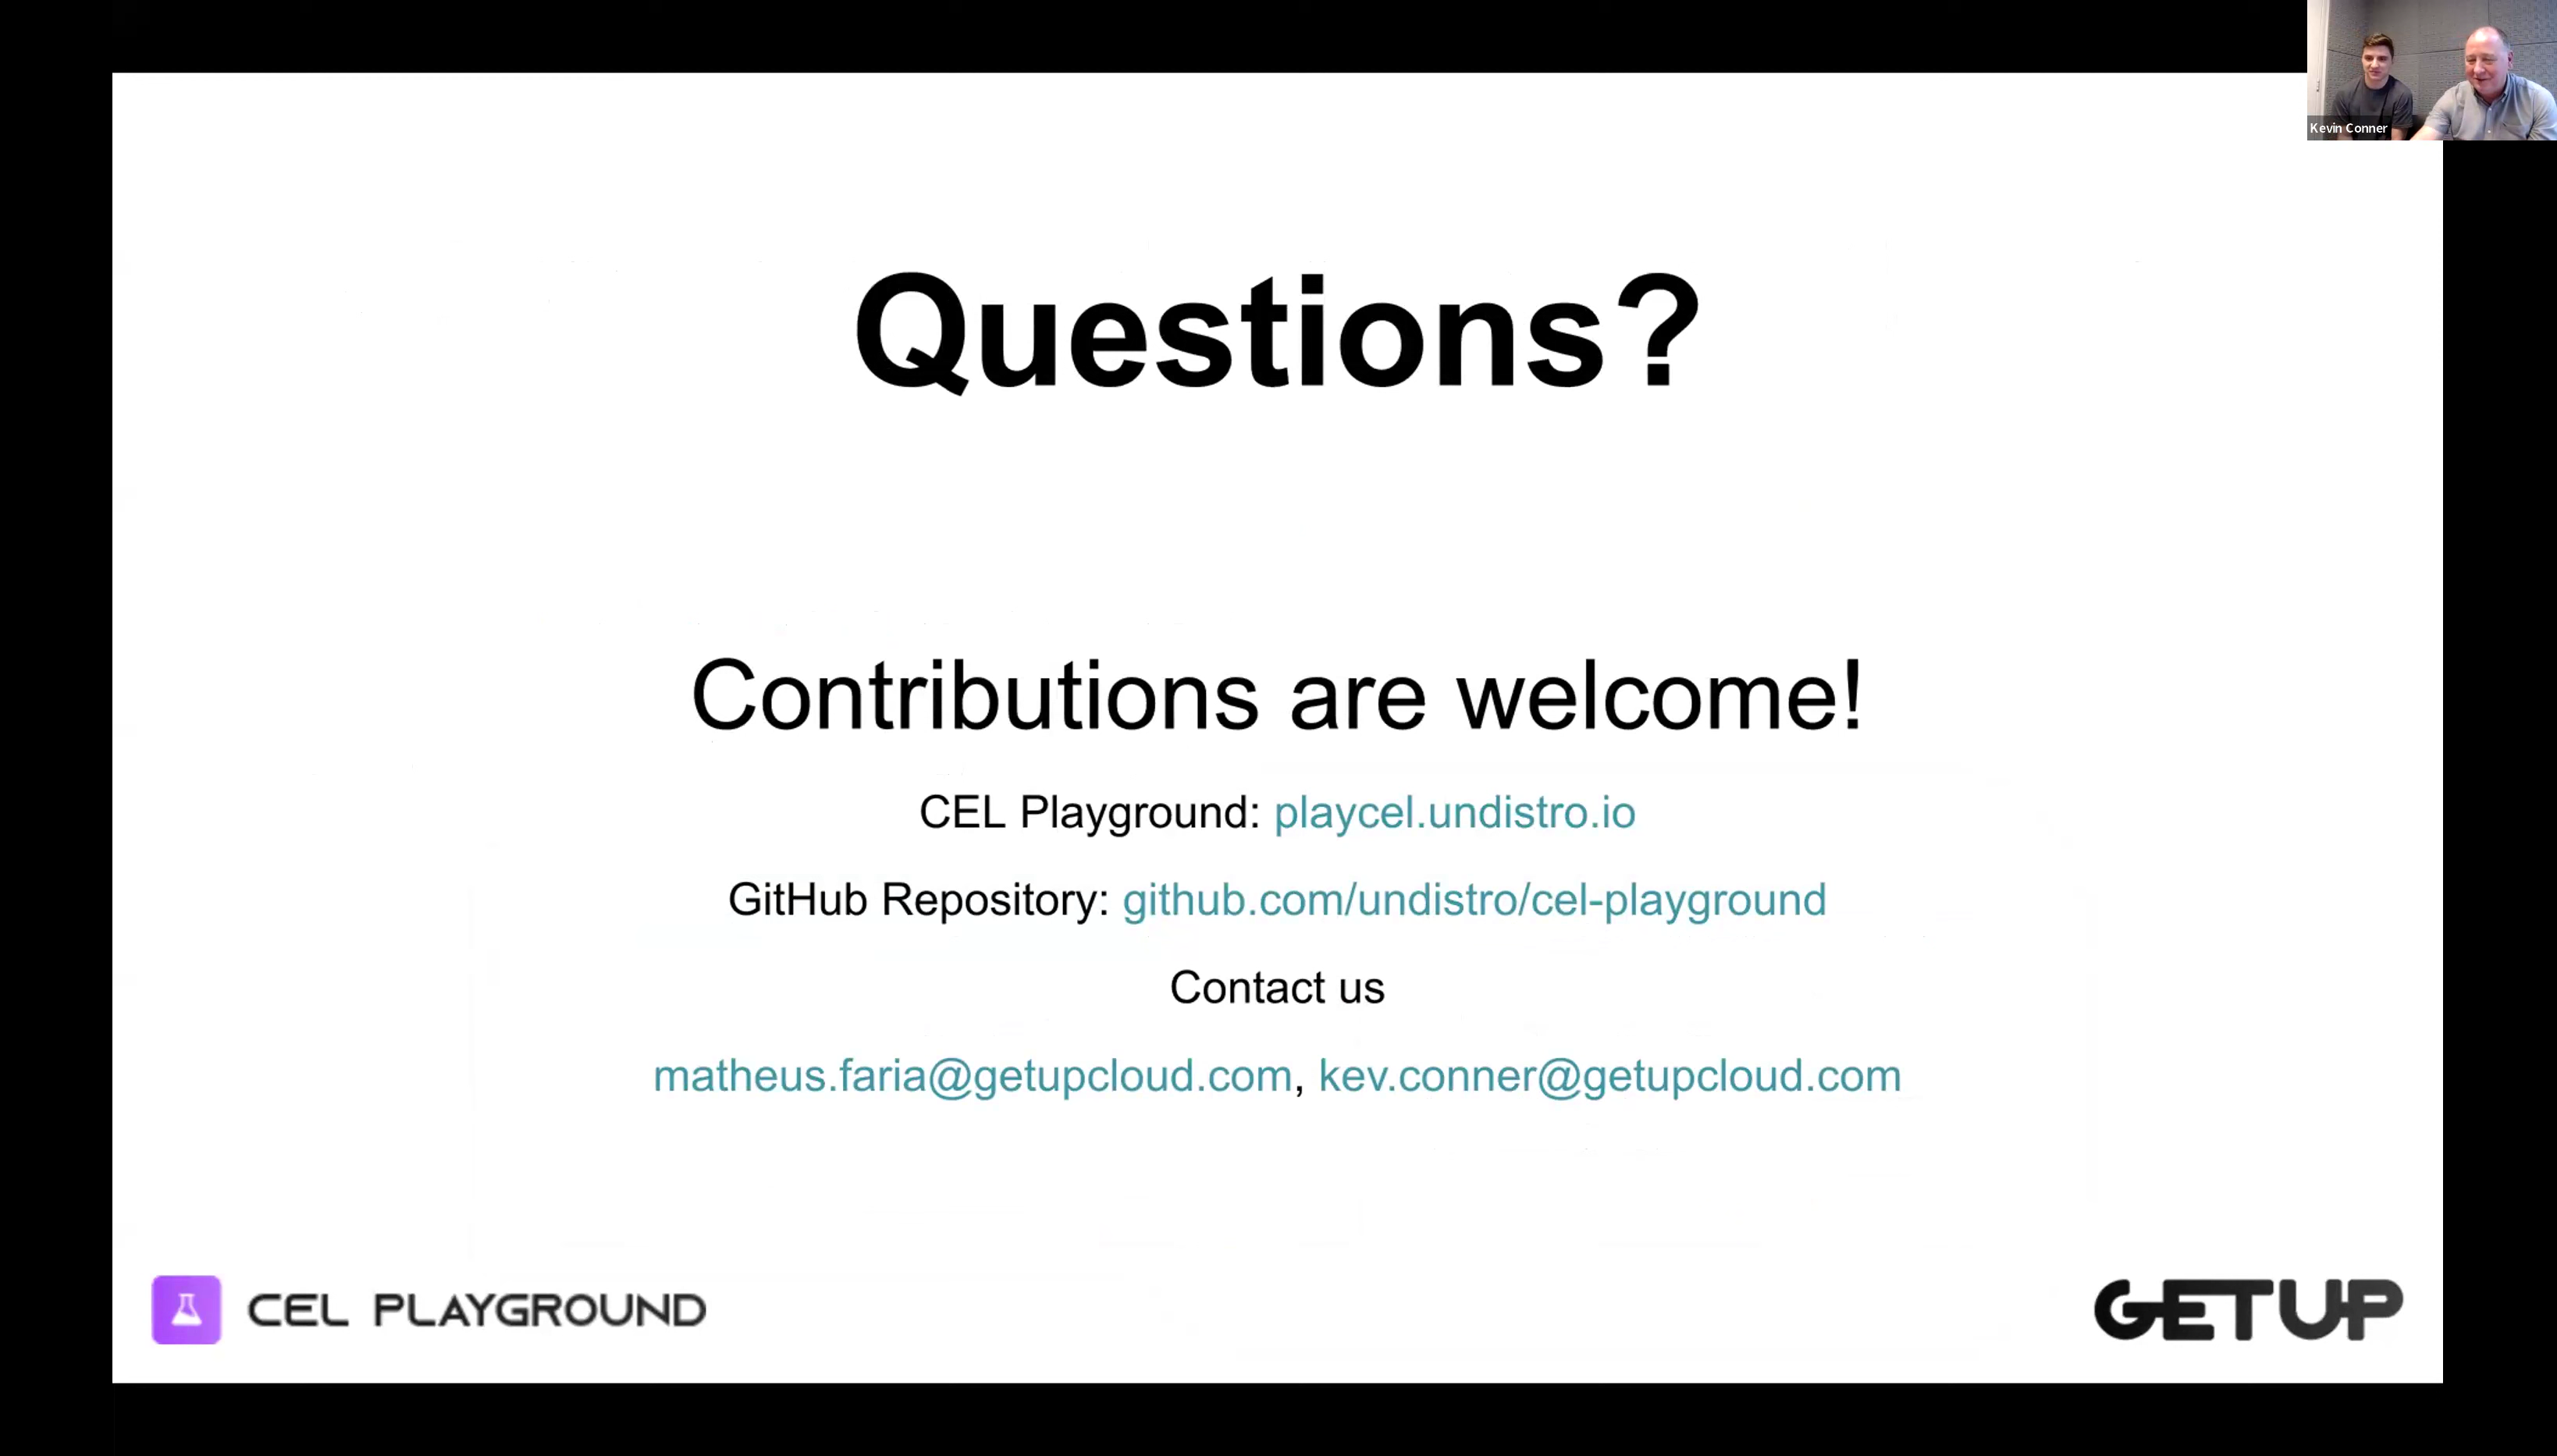 Kevin Conner
Questions?
Contributions are welcome!
CEL Playground: playcel.undistro.io
GitHub Repository: github.com/undistro/cel-playground
Contact us
matheus.faria@getupcloud.com, kev.conner@getupcloud.com
CEL PLAYGROUND
GETUP